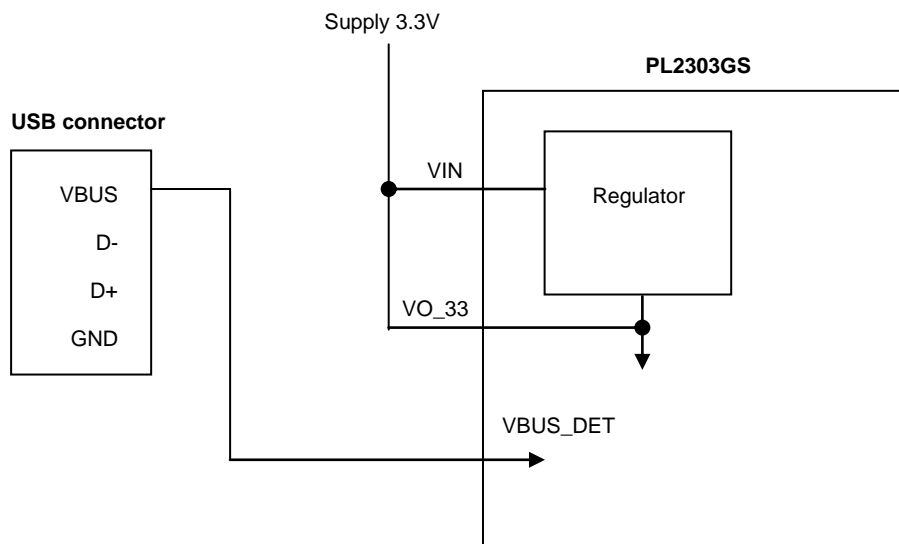 Supply 3.3V
PL2303GS
USB connector
VBUS
D-
D+
GND
VIN
Regulator
VO_33
VBUS_DET